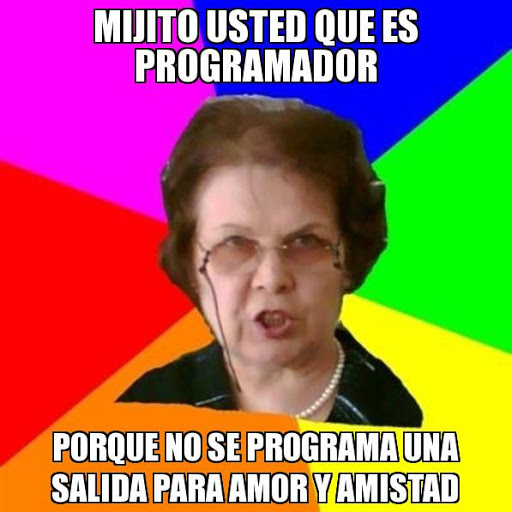 MIJITO USTED QUE ES
PROGRAMADOR
PORQUE NO SE PROGRAMA UNA
SALIDA PARA AMOR Y AMISTAD